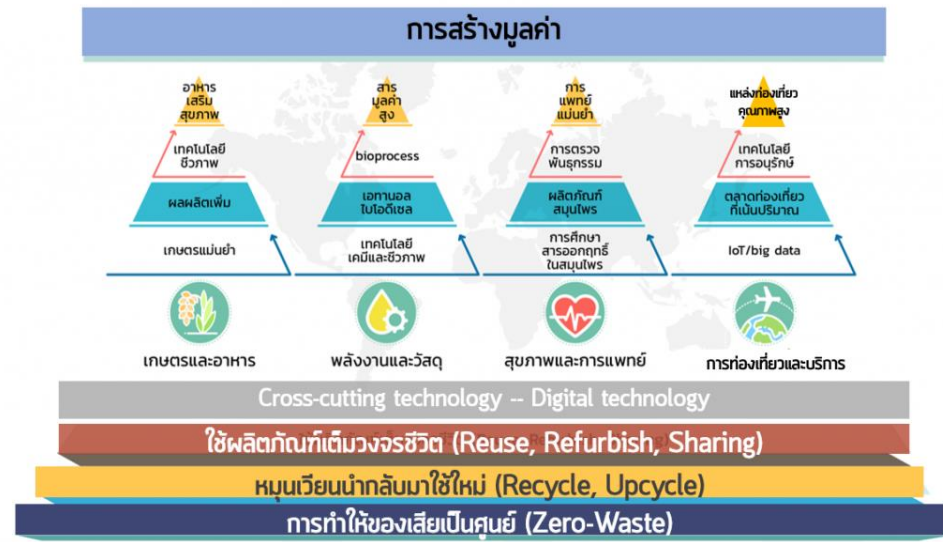 การสร้างมูลค่า
อาหาร
เสริม
สุขภาพ
เทคโนโลยี
ชีวภาพ
ผลผลิตเพิ่ม
เกษตรแม่นยำ
เกษตรและอาหาร
สาร
มูลค่า
สูง
bioprocess
เอทานอล
ไบโอดีเซล
เทคโนโลยี
เคมีและชีวภาพ
พลังงานและวัสดุ
การ
แพทย์
แม่นยำ
การตรวจ
พันธุกรรม
ผลิตภัณฑ์
สมุนไพร
การศึกษา
สารออกฤทธิ์
ในสมุนไพร
สุขภาพและการแพทย์
แหล่งท่องเที่ยว
คุณภาพสูง
เทคโนโลยี
การอนุรักษ์
ตลาดท่องเที่ยว
ที่เน้นปริมาณ
IoT/big data
การท่องเที่ยวและบริการ
Cross-cutting technology -- Digital technology
ใช้ผลิตภัณฑ์เต็มวงจรชีวิต (Reuse, Refurbish, Sharing)
หมุนเวียนนำกลับมาใช้ใหม่ (Recycle, Upcycle)
การทำให้ของเสียเป็นศูนย์ (Zero-Waste)